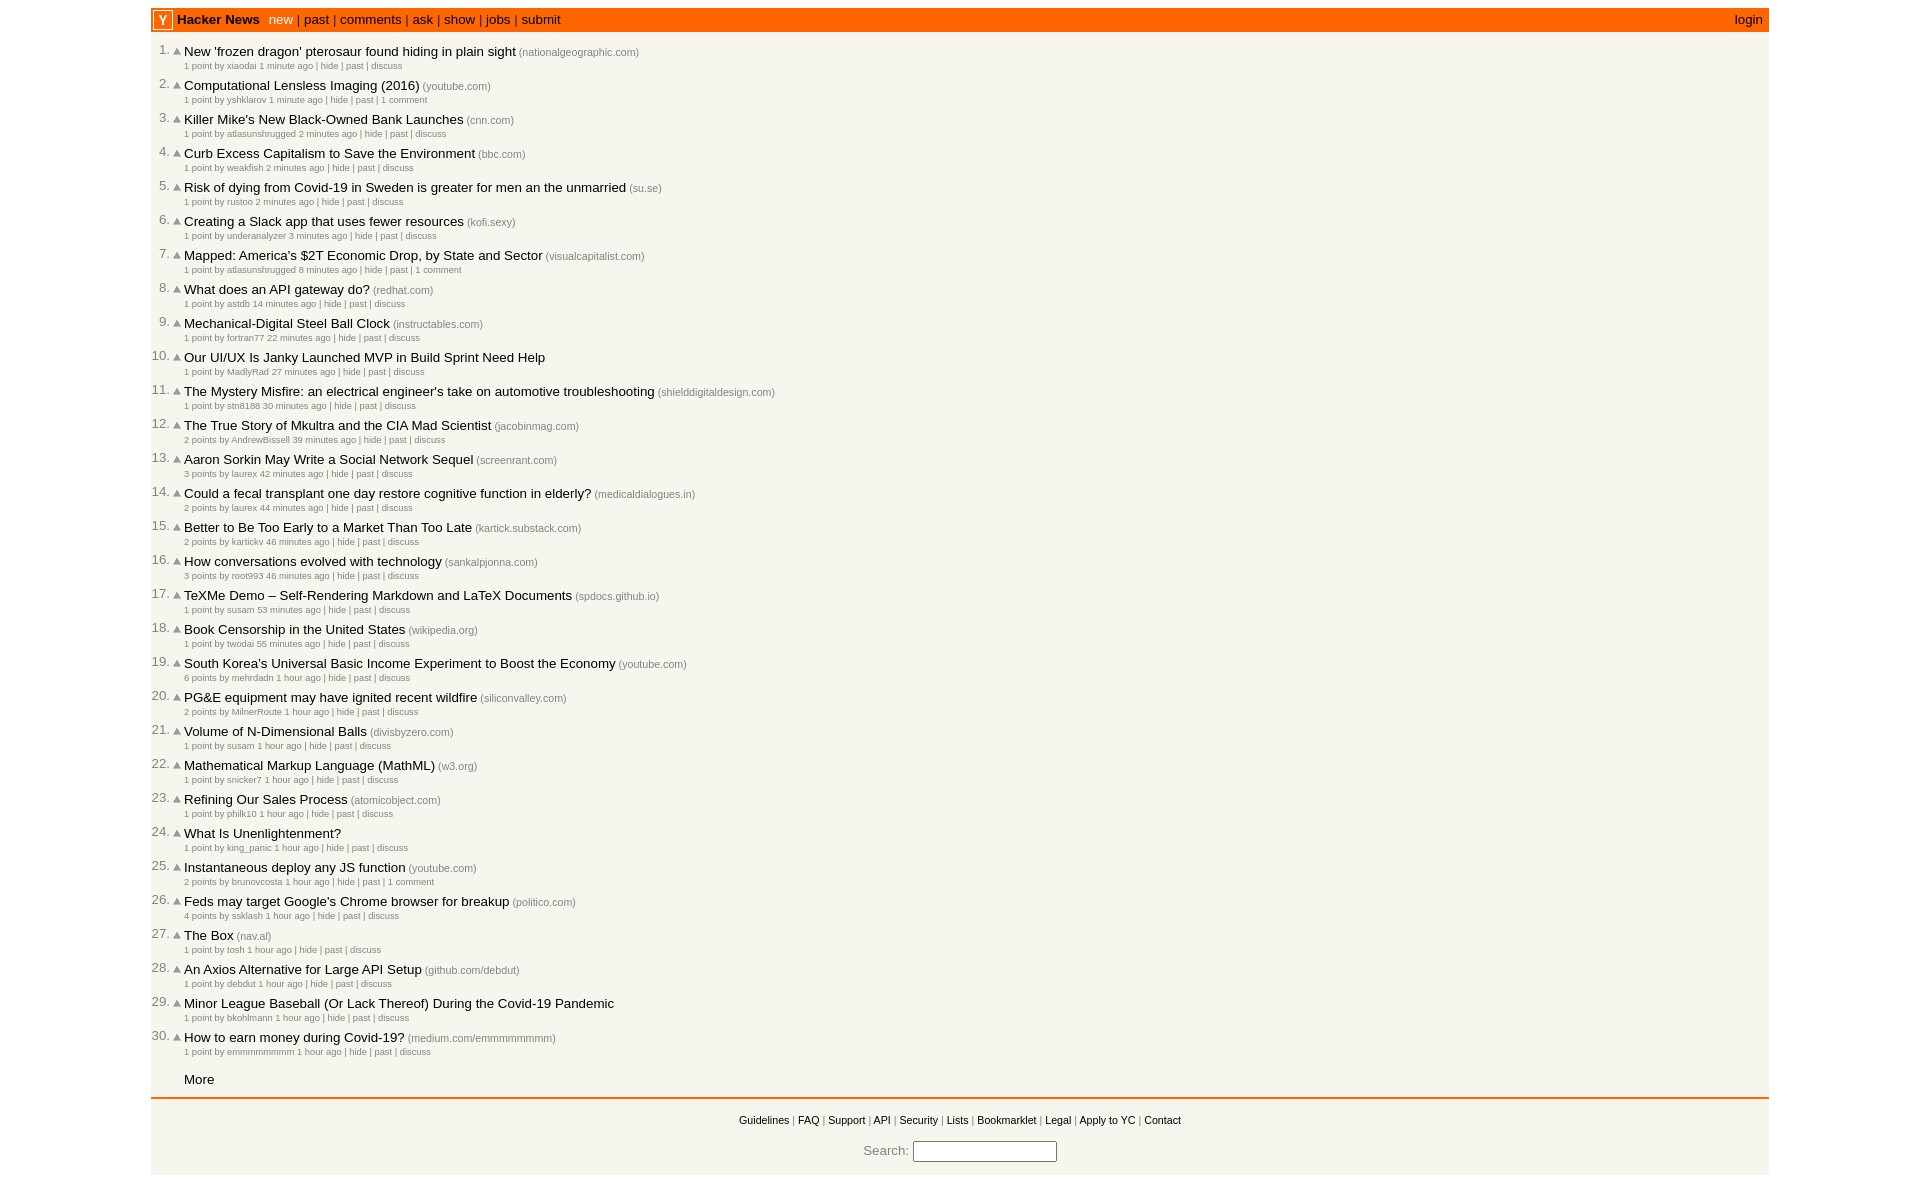 Y Hacker News new | past | comments | ask | show | jobs | submit login
1. New 'frozen dragon' pterosaur found hiding in plain sight (nationalgeographic.com)
1 point by xiaodai 1 minute ago | hide | past | discuss
2. Computational Lensless Imaging (2016) (youtube.com)
1 point by yshklarov 1 minute ago | hide | past | 1 comment
3. Killer Mike's New Black-Owned Bank Launches (cnn.com)
1 point by atlasunshrugged 2 minutes ago | hide | past | discuss
4. Curb Excess Capitalism to Save the Environment (bbc.com)
1 point by weakfish 2 minutes ago | hide | past | discuss
5. Risk of dying from Covid-19 in Sweden is greater for men an the unmarried (su.se)
1 point by rustoo 2 minutes ago | hide | past | discuss
6. Creating a Slack app that uses fewer resources (kofi.sexy)
1 point by underanalyzer 3 minutes ago | hide | past | discuss
7. Mapped: America's $2T Economic Drop, by State and Sector (visualcapitalist.com)
1 point by atlasunshrugged 8 minutes ago | hide | past | 1 comment
8. What does an API gateway do? (redhat.com)
1 point by astdb 14 minutes ago | hide | past | discuss
9. Mechanical-Digital Steel Ball Clock (instructables.com)
1 point by fortran77 22 minutes ago | hide | past | discuss
10. Our UI/UX Is Janky Launched MVP in Build Sprint Need Help
1 point by MadlyRad 27 minutes ago | hide | past | discuss
11. The Mystery Misfire: an electrical engineer's take on automotive troubleshooting (shielddigitaldesign.com)
1 point by stn8188 30 minutes ago | hide | past | discuss
12. The True Story of Mkultra and the CIA Mad Scientist (jacobinmag.com)
2 points by AndrewBissell 39 minutes ago | hide | past | discuss
13. Aaron Sorkin May Write a Social Network Sequel (screenrant.com)
3 points by laurex 42 minutes ago | hide | past | discuss
14. Could a fecal transplant one day restore cognitive function in elderly? (medicaldialogues.in)
2 points by laurex 44 minutes ago | hide | past | discuss
15. Better to Be Too Early to a Market Than Too Late (kartick.substack.com)
2 points by kartickv 46 minutes ago | hide | past | discuss
16. How conversations evolved with technology (sankalpjonna.com)
3 points by root993 46 minutes ago | hide | past | discuss
17. TeXMe Demo – Self-Rendering Markdown and LaTeX Documents (spdocs.github.io)
1 point by susam 53 minutes ago | hide | past | discuss
18. Book Censorship in the United States (wikipedia.org)
1 point by twodai 55 minutes ago | hide | past | discuss
19. South Korea’s Universal Basic Income Experiment to Boost the Economy (youtube.com)
6 points by mehrdadn 1 hour ago | hide | past | discuss
20. PG&E equipment may have ignited recent wildfire (siliconvalley.com)
2 points by MilnerRoute 1 hour ago | hide | past | discuss
21. Volume of N-Dimensional Balls (divisbyzero.com)
1 point by susam 1 hour ago | hide | past | discuss
22. Mathematical Markup Language (MathML) (w3.org)
1 point by snicker7 1 hour ago | hide | past | discuss
23. Refining Our Sales Process (atomicobject.com)
1 point by philk10 1 hour ago | hide | past | discuss
24. What Is Unenlightenment?
1 point by king_panic 1 hour ago | hide | past | discuss
25. Instantaneous deploy any JS function (youtube.com)
2 points by brunovcosta 1 hour ago | hide | past | 1 comment
26. Feds may target Google's Chrome browser for breakup (politico.com)
4 points by ssklash 1 hour ago | hide | past | discuss
27. The Box (nav.al)
1 point by tosh 1 hour ago | hide | past | discuss
28. An Axios Alternative for Large API Setup (github.com/debdut)
1 point by debdut 1 hour ago | hide | past | discuss
29. Minor League Baseball (Or Lack Thereof) During the Covid-19 Pandemic
1 point by bkohlmann 1 hour ago | hide | past | discuss
30. How to earn money during Covid-19? (medium.com/emmmmmmmm)
1 point by emmmmmmmmm 1 hour ago | hide | past | discuss
More
Guidelines | FAQ | Support | API | Security | Lists | Bookmarklet | Legal | Apply to YC | Contact
Search: